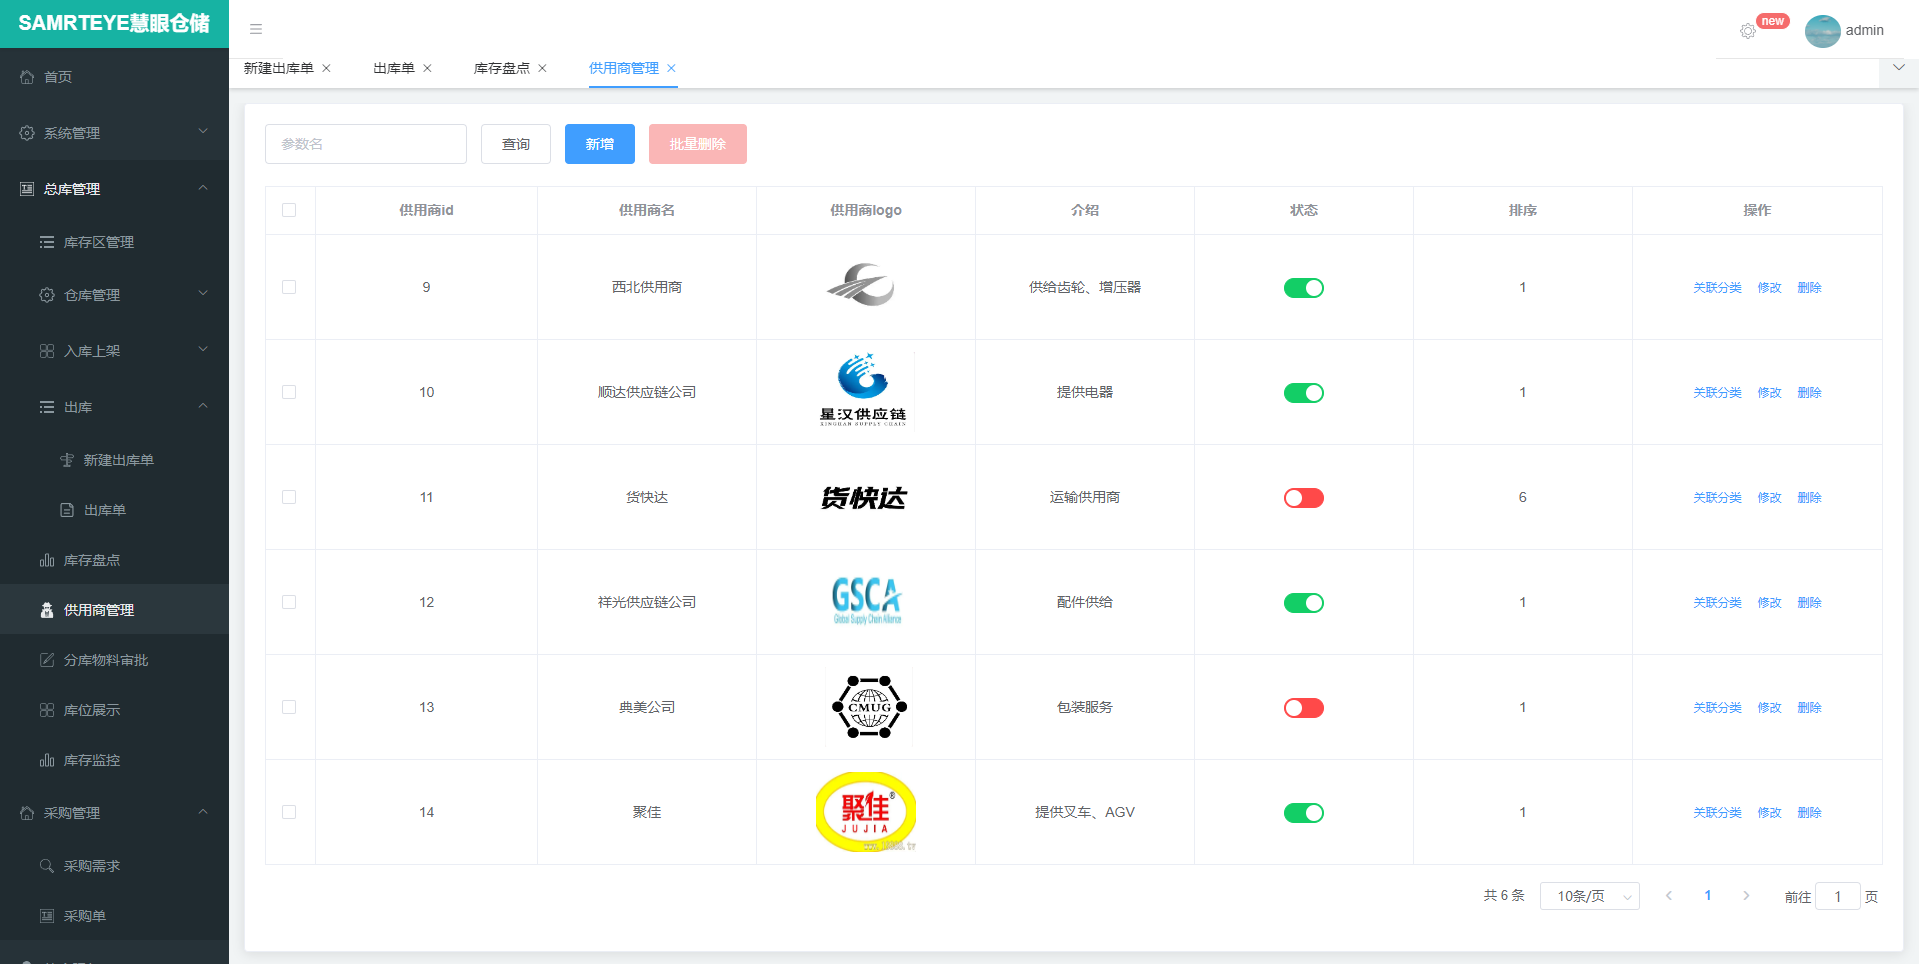 SAMRTEYE慧眼仓储
new
admin
首页
系统管理
总库管理
库存区管理
仓库管理
入库上架
出库
新建出库单
出库单
库存盘点
供用商管理
分库物料审批
库位展示
库存监控
采购管理
采购需求
采购单
新建出库单 × 出库单 × 库存盘点 × 供用商管理 ×
参数名 查询 新增 批量删除
供用商id 供用商名 供用商logo 介绍 状态 排序 操作
9 西北供用商 供给齿轮、增压器 1 关联分类 修改 删除
10 顺达供应链公司 星汉供应链 XINGHAN SUPPLY CHAIN 提供电器 1 关联分类 修改 删除
11 货快达 货快达 运输供用商 6 关联分类 修改 删除
12 祥光供应链公司 GSCA Global Supply Chain Alliance 配件供给 1 关联分类 修改 删除
13 典美公司 CMUG 包装服务 1 关联分类 修改 删除
14 聚佳 聚佳® JUJIA 提供叉车、AGV 1 关联分类 修改 删除
共 6 条 10条/页 1 前往 1 页